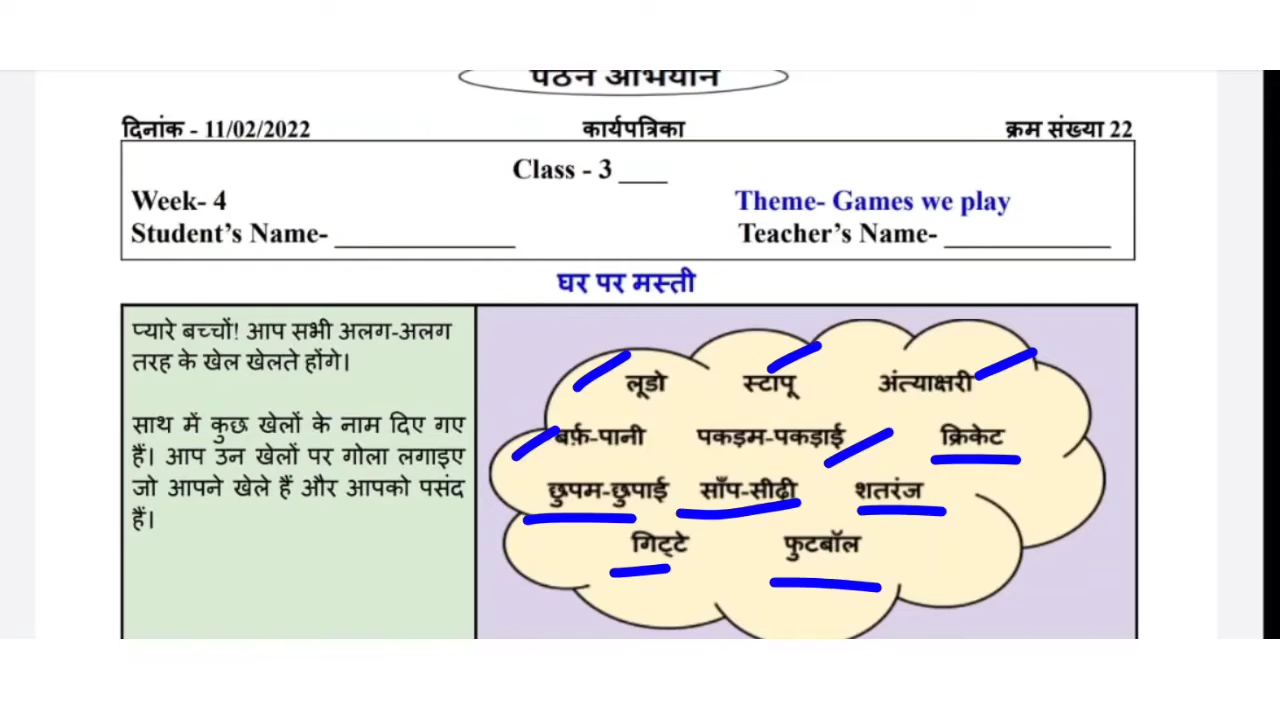 पठन अभियान
दिनांक - 11/02/2022 कार्यपत्रिका क्रम संख्या 22
Class - 3 ____
Week- 4 Theme- Games we play
Student’s Name- _____________ Teacher’s Name- ____________
घर पर मस्ती
प्यारे बच्चों! आप सभी अलग-अलग
तरह के खेल खेलते होंगे।
साथ में कुछ खेलों के नाम दिए गए
हैं। आप उन खेलों पर गोला लगाइए
जो आपने खेले हैं और आपको पसंद
हैं।
लूडो स्टापू अंत्याक्षरी
बर्फ़-पानी पकड़म-पकड़ाई क्रिकेट
छुपम-छुपाई साँप-सीढ़ी शतरंज
गिट्टे फुटबॉल